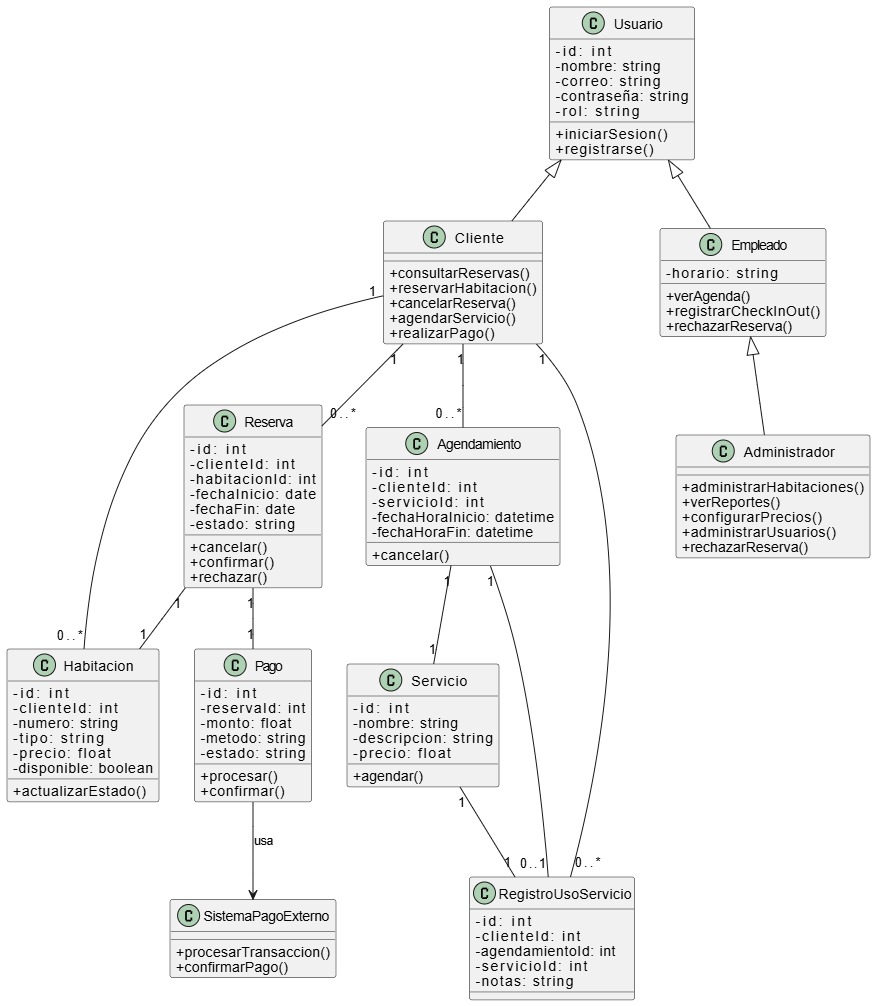 C Usuario
-id: int
-nombre: string
-correo: string
-contraseña: string
-rol: string
+iniciarSesion()
+registrarse()
C Cliente
+consultarReservas()
+reservarHabitacion()
+cancelarReserva()
+agendarServicio()
+realizarPago()
C Empleado
-horario: string
+verAgenda()
+registrarCheckInOut()
+rechazarReserva()
1
1
1
1
0..*
0..*
C Reserva
-id: int
-clienteId: int
-habitacionId: int
-fechaInicio: date
-fechaFin: date
-estado: string
+cancelar()
+confirmar()
+rechazar()
C Agendamiento
-id: int
-clienteId: int
-servicioId: int
-fechaHoraInicio: datetime
-fechaHoraFin: datetime
+cancelar()
C Administrador
+administrarHabitaciones()
+verReportes()
+configurarPrecios()
+administrarUsuarios()
+rechazarReserva()
1
1
1
1
0..*
1
1
1
C Habitacion
-id: int
-clienteId: int
-numero: string
-tipo: string
-precio: float
-disponible: boolean
+actualizarEstado()
C Pago
-id: int
-reservaId: int
-monto: float
-metodo: string
-estado: string
+procesar()
+confirmar()
C Servicio
-id: int
-nombre: string
-descripcion: string
-precio: float
+agendar()
1
usa
1
0..1
0..*
C SistemaPagoExterno
+procesarTransaccion()
+confirmarPago()
C RegistroUsoServicio
-id: int
-clienteId: int
-agendamientoId: int
-servicioId: int
-notas: string